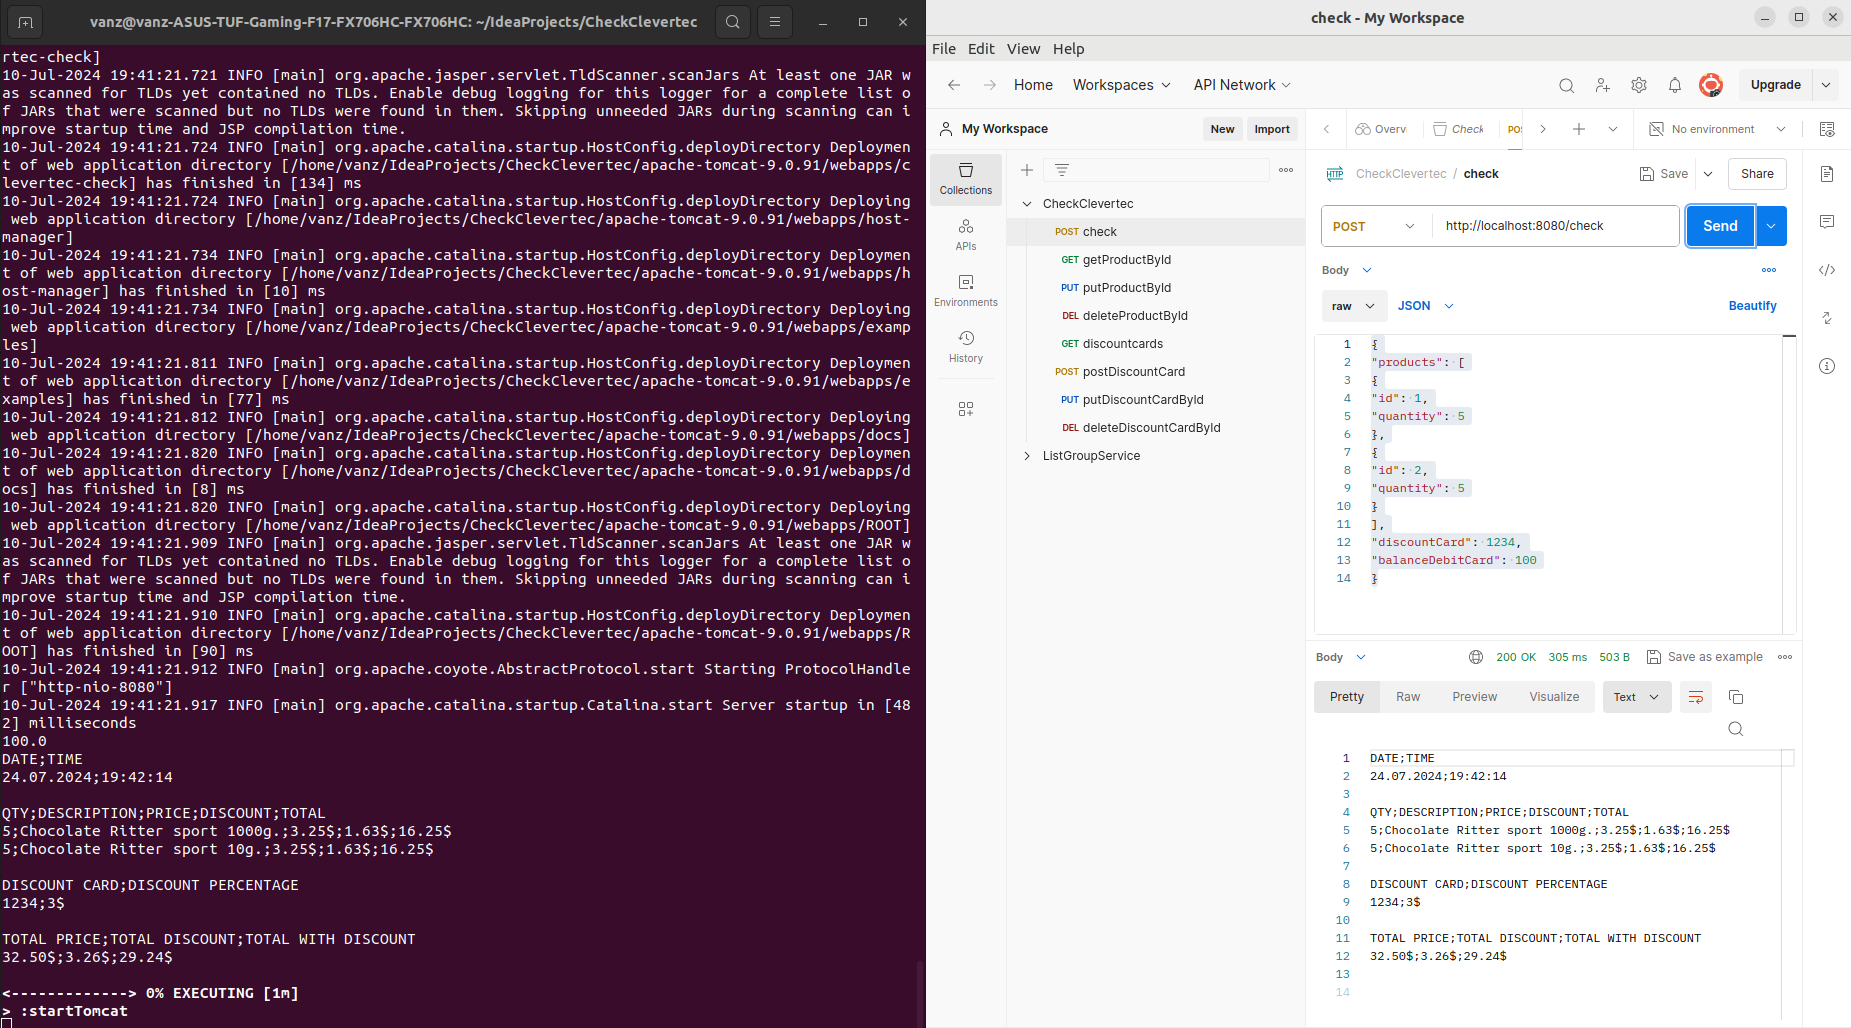 vanz@vanz-ASUS-TUF-Gaming-F17-FX706HC-FX706HC: ~/IdeaProjects/CheckClevertec
rtec-check]
10-Jul-2024 19:41:21.721 INFO [main] org.apache.jasper.servlet.TldScanner.scanJars At least one JAR w
as scanned for TLDs yet contained no TLDs. Enable debug logging for this logger for a complete list o
f JARs that were scanned but no TLDs were found in them. Skipping unneeded JARs during scanning can i
mprove startup time and JSP compilation time.
10-Jul-2024 19:41:21.724 INFO [main] org.apache.catalina.startup.HostConfig.deployDirectory Deploymen
t of web application directory [/home/vanz/IdeaProjects/CheckClevertec/apache-tomcat-9.0.91/webapps/c
levertec-check] has finished in [134] ms
10-Jul-2024 19:41:21.724 INFO [main] org.apache.catalina.startup.HostConfig.deployDirectory Deploying
 web application directory [/home/vanz/IdeaProjects/CheckClevertec/apache-tomcat-9.0.91/webapps/host-
manager]
10-Jul-2024 19:41:21.734 INFO [main] org.apache.catalina.startup.HostConfig.deployDirectory Deploymen
t of web application directory [/home/vanz/IdeaProjects/CheckClevertec/apache-tomcat-9.0.91/webapps/h
ost-manager] has finished in [10] ms
10-Jul-2024 19:41:21.734 INFO [main] org.apache.catalina.startup.HostConfig.deployDirectory Deploying
 web application directory [/home/vanz/IdeaProjects/CheckClevertec/apache-tomcat-9.0.91/webapps/examp
les]
10-Jul-2024 19:41:21.811 INFO [main] org.apache.catalina.startup.HostConfig.deployDirectory Deploymen
t of web application directory [/home/vanz/IdeaProjects/CheckClevertec/apache-tomcat-9.0.91/webapps/e
xamples] has finished in [77] ms
10-Jul-2024 19:41:21.812 INFO [main] org.apache.catalina.startup.HostConfig.deployDirectory Deploying
 web application directory [/home/vanz/IdeaProjects/CheckClevertec/apache-tomcat-9.0.91/webapps/docs]
10-Jul-2024 19:41:21.820 INFO [main] org.apache.catalina.startup.HostConfig.deployDirectory Deploymen
t of web application directory [/home/vanz/IdeaProjects/CheckClevertec/apache-tomcat-9.0.91/webapps/d
ocs] has finished in [8] ms
10-Jul-2024 19:41:21.820 INFO [main] org.apache.catalina.startup.HostConfig.deployDirectory Deploying
 web application directory [/home/vanz/IdeaProjects/CheckClevertec/apache-tomcat-9.0.91/webapps/ROOT]
10-Jul-2024 19:41:21.909 INFO [main] org.apache.jasper.servlet.TldScanner.scanJars At least one JAR w
as scanned for TLDs yet contained no TLDs. Enable debug logging for this logger for a complete list o
f JARs that were scanned but no TLDs were found in them. Skipping unneeded JARs during scanning can i
mprove startup time and JSP compilation time.
10-Jul-2024 19:41:21.910 INFO [main] org.apache.catalina.startup.HostConfig.deployDirectory Deploymen
t of web application directory [/home/vanz/IdeaProjects/CheckClevertec/apache-tomcat-9.0.91/webapps/R
OOT] has finished in [90] ms
10-Jul-2024 19:41:21.912 INFO [main] org.apache.coyote.AbstractProtocol.start Starting ProtocolHandle
r ["http-nio-8080"]
10-Jul-2024 19:41:21.917 INFO [main] org.apache.catalina.startup.Catalina.start Server startup in [48
2] milliseconds
100.0
DATE;TIME
24.07.2024;19:42:14

QTY;DESCRIPTION;PRICE;DISCOUNT;TOTAL
5;Chocolate Ritter sport 1000g.;3.25$;1.63$;16.25$
5;Chocolate Ritter sport 10g.;3.25$;1.63$;16.25$

DISCOUNT CARD;DISCOUNT PERCENTAGE
1234;3$

TOTAL PRICE;TOTAL DISCOUNT;TOTAL WITH DISCOUNT
32.50$;3.26$;29.24$

<-------------> 0% EXECUTING [1m]
> :startTomcat
check - My Workspace
File Edit View Help
Home Workspaces API Network Upgrade
My Workspace New Import
Overv Check POS No environment
Collections
APIs
Environments
History
CheckClevertec
POST check
GET getProductById
PUT putProductById
DEL deleteProductById
GET discountcards
POST postDiscountCard
PUT putDiscountCardById
DEL deleteDiscountCardById
ListGroupService
HTTP CheckClevertec / check Save Share
POST http://localhost:8080/check Send
Body
raw JSON Beautify
1 {
2 "products": [
3 {
4 "id": 1,
5 "quantity": 5
6 },
7 {
8 "id": 2,
9 "quantity": 5
10 }
11 ],
12 "discountCard": 1234,
13 "balanceDebitCard": 100
14 }
Body 200 OK 305 ms 503 B Save as example
Pretty Raw Preview Visualize Text
1 DATE;TIME
2 24.07.2024;19:42:14
3
4 QTY;DESCRIPTION;PRICE;DISCOUNT;TOTAL
5 5;Chocolate Ritter sport 1000g.;3.25$;1.63$;16.25$
6 5;Chocolate Ritter sport 10g.;3.25$;1.63$;16.25$
7
8 DISCOUNT CARD;DISCOUNT PERCENTAGE
9 1234;3$
10
11 TOTAL PRICE;TOTAL DISCOUNT;TOTAL WITH DISCOUNT
12 32.50$;3.26$;29.24$
13
14